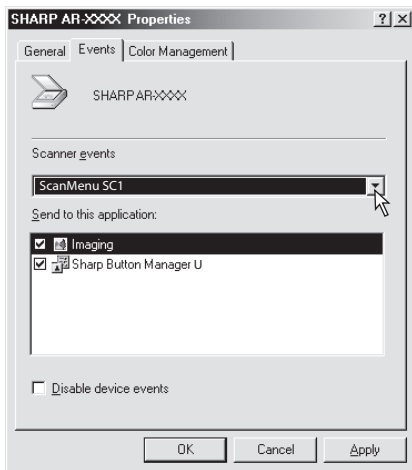 SHARP AR-XXXX Properties
General Events Color Management
SHARP AR-XXXX
Scanner events
ScanMenu SC1
Send to this application:
Imaging
Sharp Button Manager U
Disable device events
OK Cancel Apply